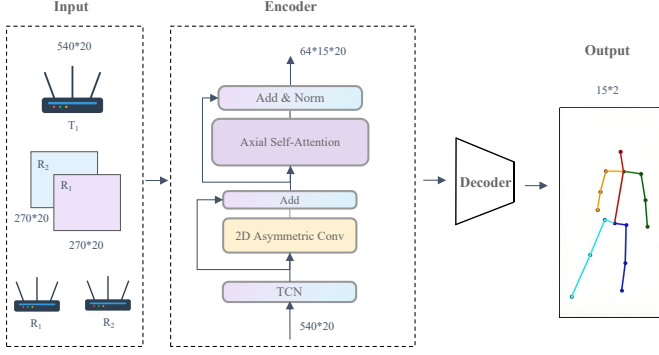 Input
540*20
T1
R2
R1
270*20
270*20
R1
R2
Encoder
64*15*20
Add & Norm
Axial Self-Attention
Add
2D Asymmetric Conv
TCN
540*20
Decoder
Output
15*2